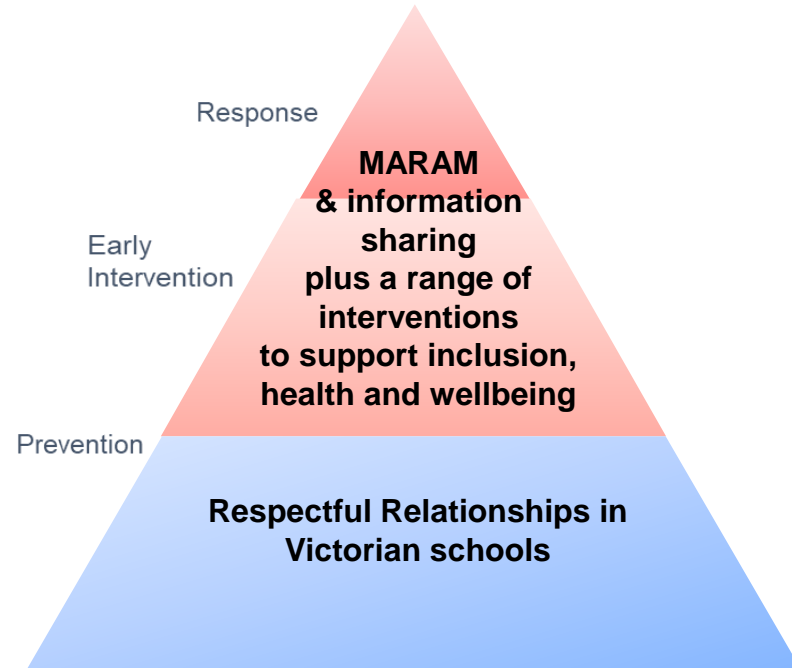 Response
MARAM
& information
sharing
plus a range of
interventions
to support inclusion,
health and wellbeing
Early
Intervention
Prevention
Respectful Relationships in
Victorian schools